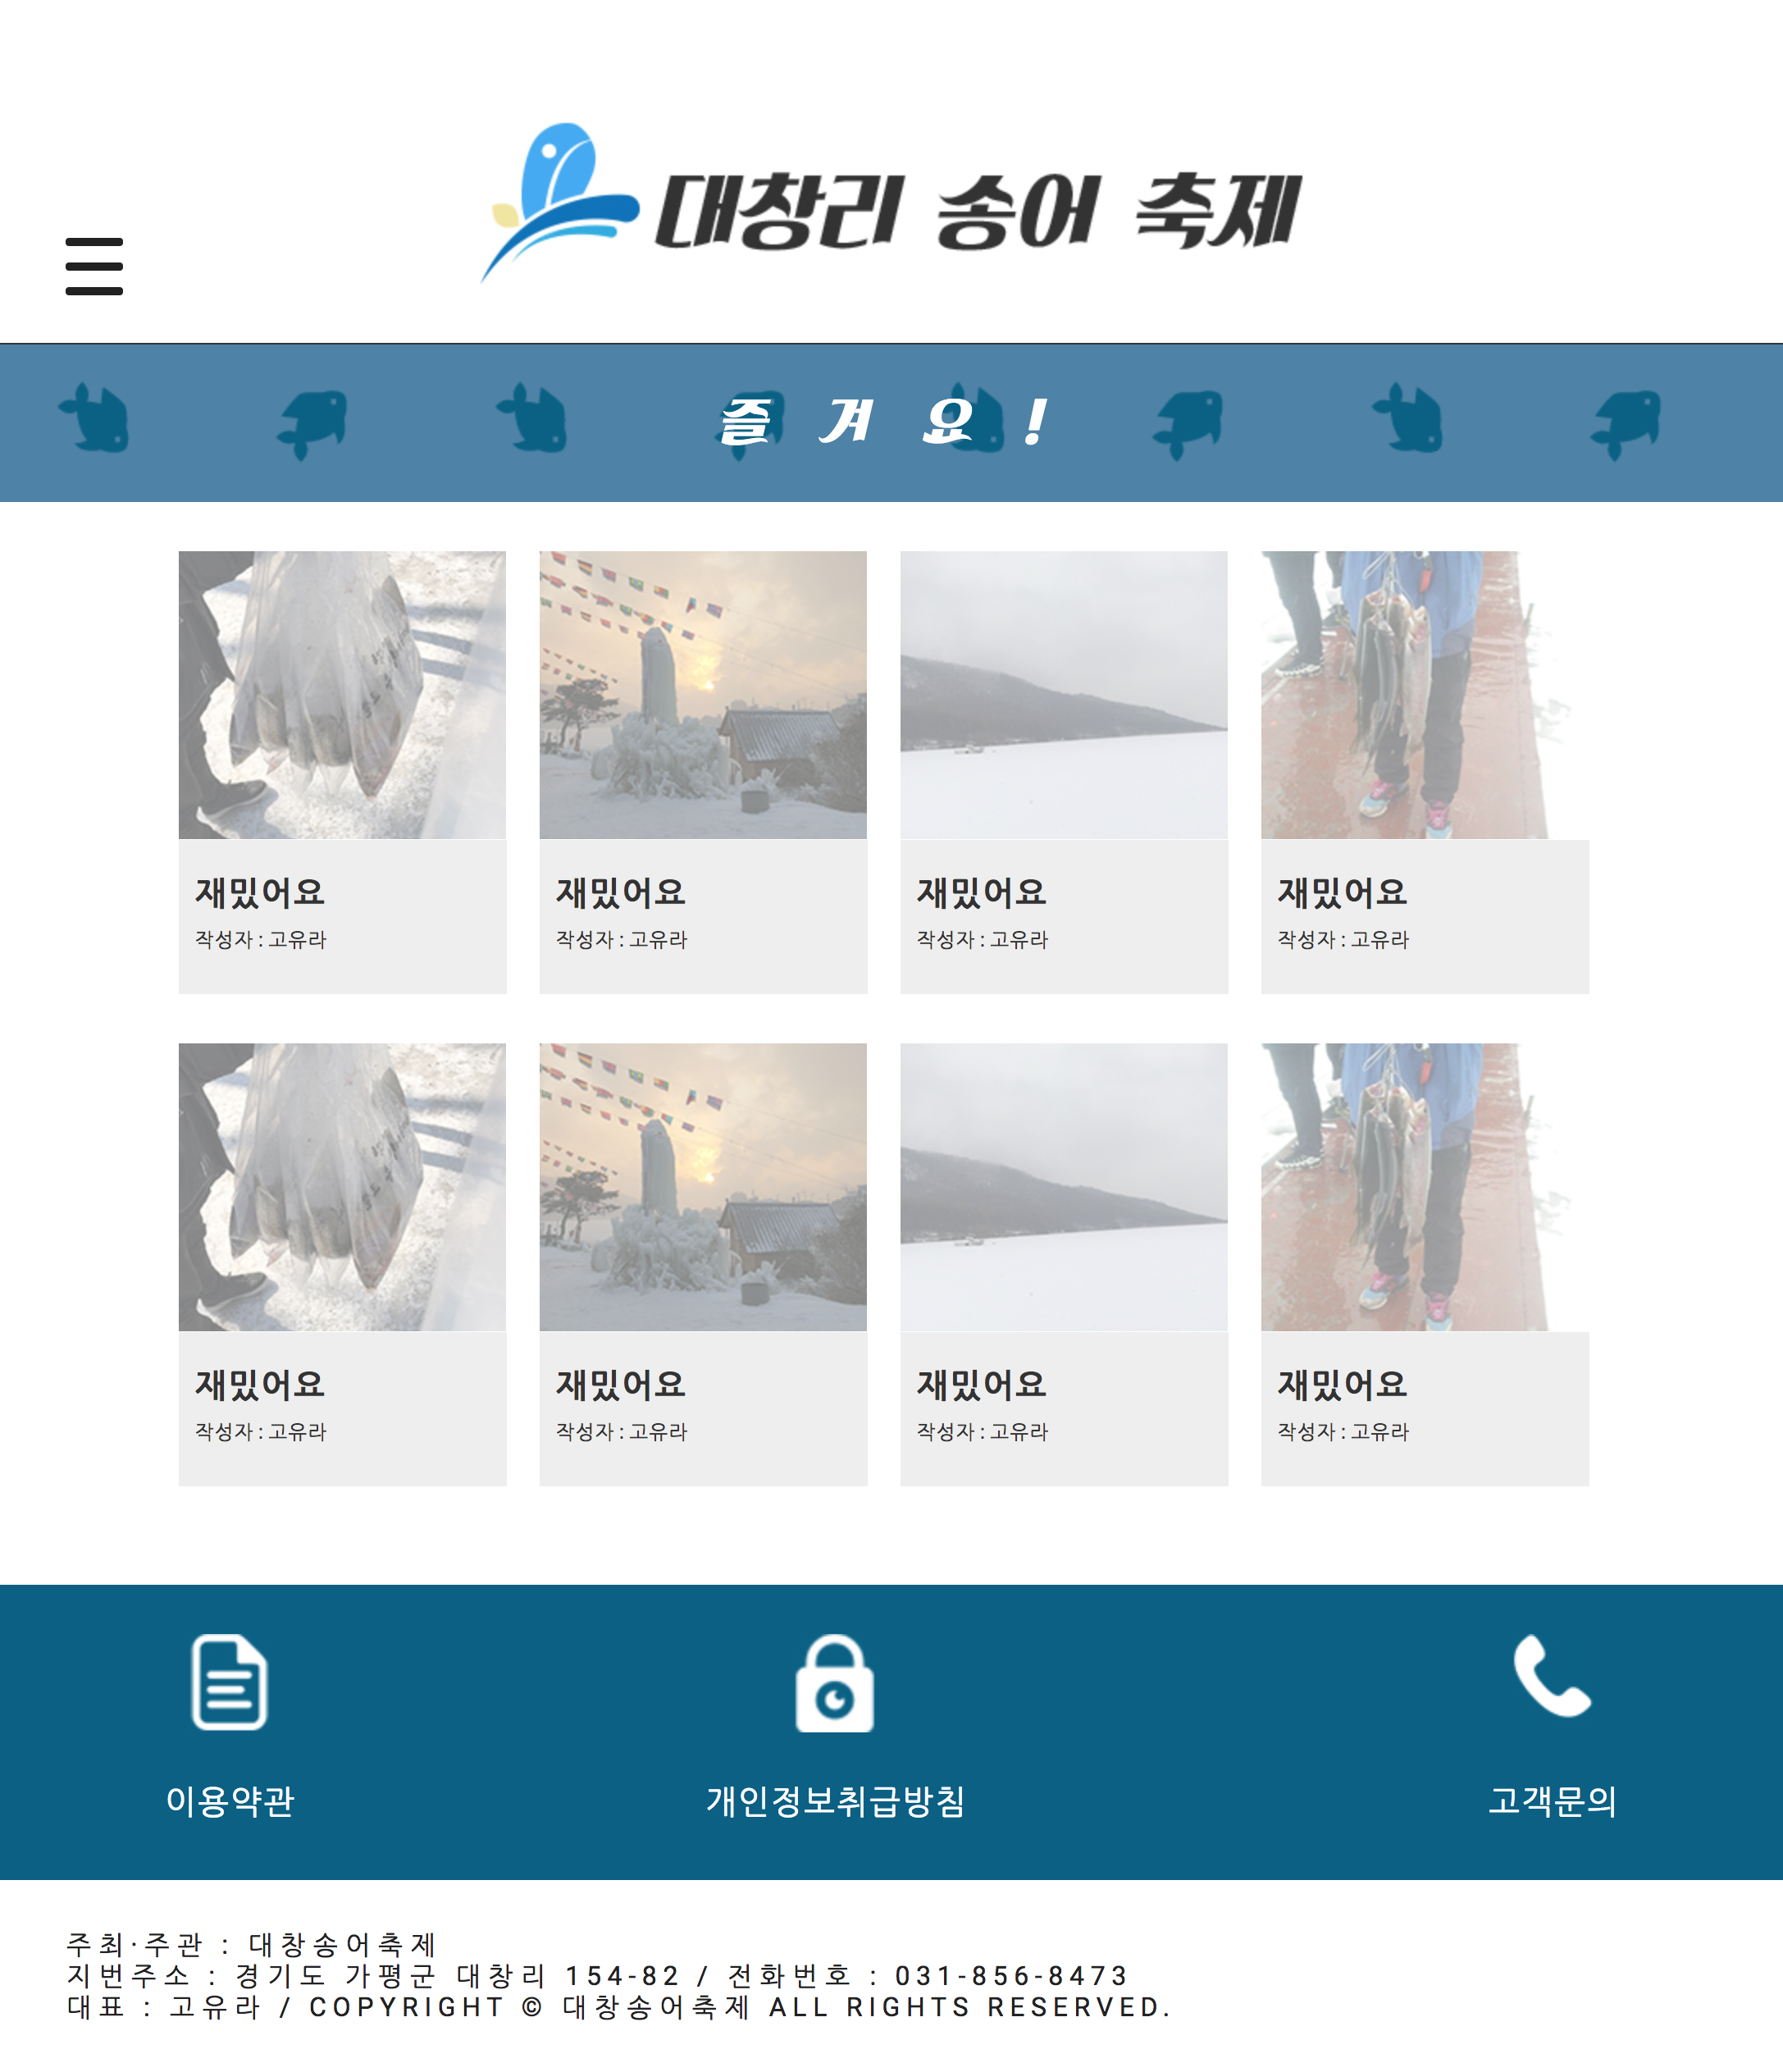 대창리 송어 축제
즐겨요!
재밌어요 재밌어요 재밌어요 재밌어요
작성자 : 고유라 작성자 : 고유라 작성자 : 고유라 작성자 : 고유라
재밌어요 재밌어요 재밌어요 재밌어요
작성자 : 고유라 작성자 : 고유라 작성자 : 고유라 작성자 : 고유라
이용약관 개인정보취급방침 고객문의
주최·주관 : 대창송어축제
지번주소 : 경기도 가평군 대창리 154-82 / 전화번호 : 031-856-8473
대표 : 고유라 / COPYRIGHT © 대창송어축제 ALL RIGHTS RESERVED.